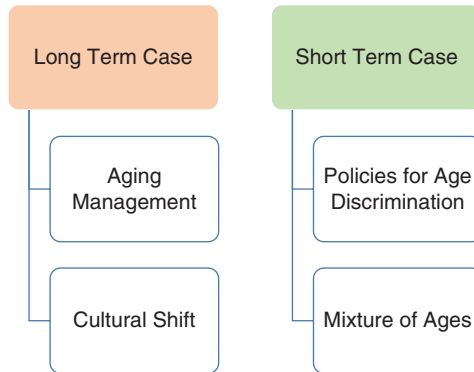 Long Term Case
Aging
Management
Cultural Shift
Short Term Case
Policies for Age
Discrimination
Mixture of Ages